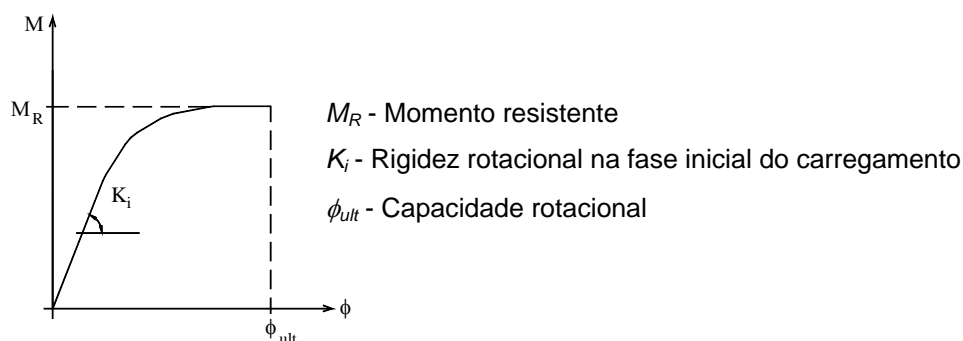 M
M_R
K_i
ϕ
ϕ_ult
M_R - Momento resistente
K_i - Rigidez rotacional na fase inicial do carregamento
ϕ_ult - Capacidade rotacional